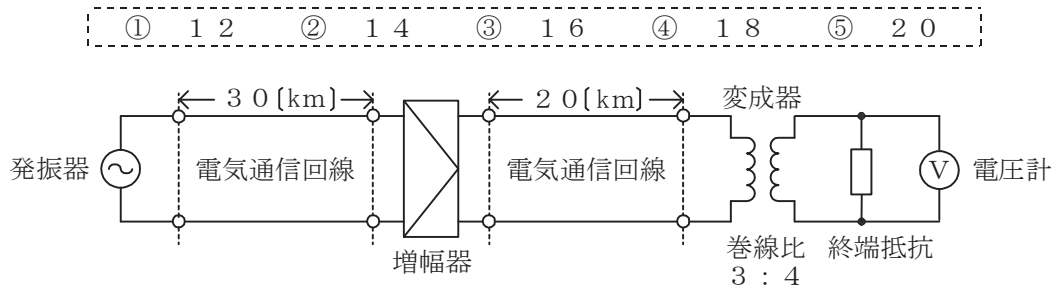 ① 12 ② 14 ③ 16 ④ 18 ⑤ 20
30[km]
20[km]
変成器
発振器
電気通信回線
電気通信回線
V
電圧計
増幅器
巻線比
3:4
終端抵抗